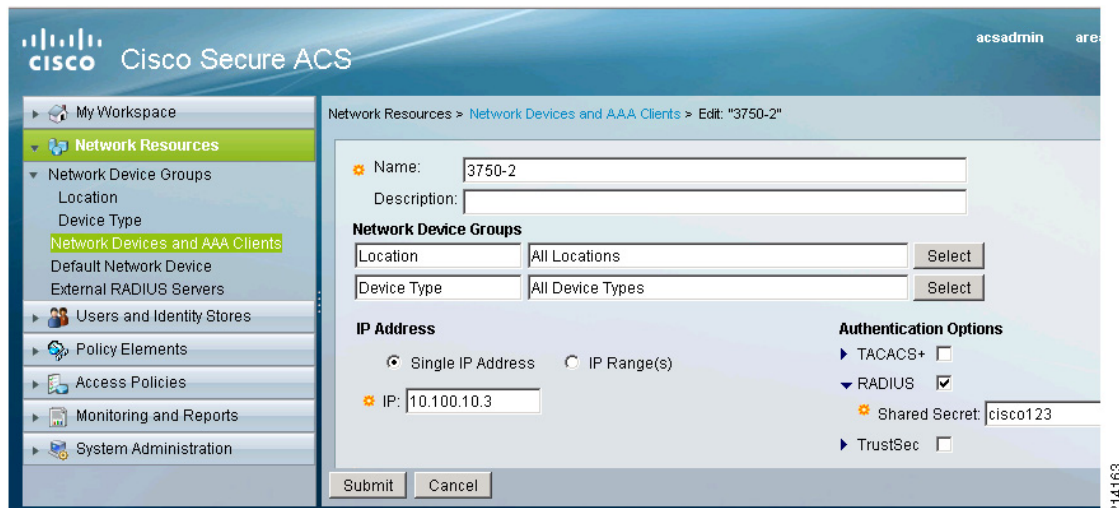 CISCO Cisco Secure ACS
acsadmin
My Workspace
Network Resources
Network Device Groups
Location
Device Type
Network Devices and AAA Clients
Default Network Device
External RADIUS Servers
Users and Identity Stores
Policy Elements
Access Policies
Monitoring and Reports
System Administration
Network Resources > Network Devices and AAA Clients > Edit: "3750-2"
Name: 3750-2
Description:
Network Device Groups
Location All Locations Select
Device Type All Device Types Select
IP Address
Single IP Address IP Range(s)
IP: 10.100.10.3
Authentication Options
TACACS+
RADIUS
Shared Secret: cisco123
TrustSec
Submit Cancel